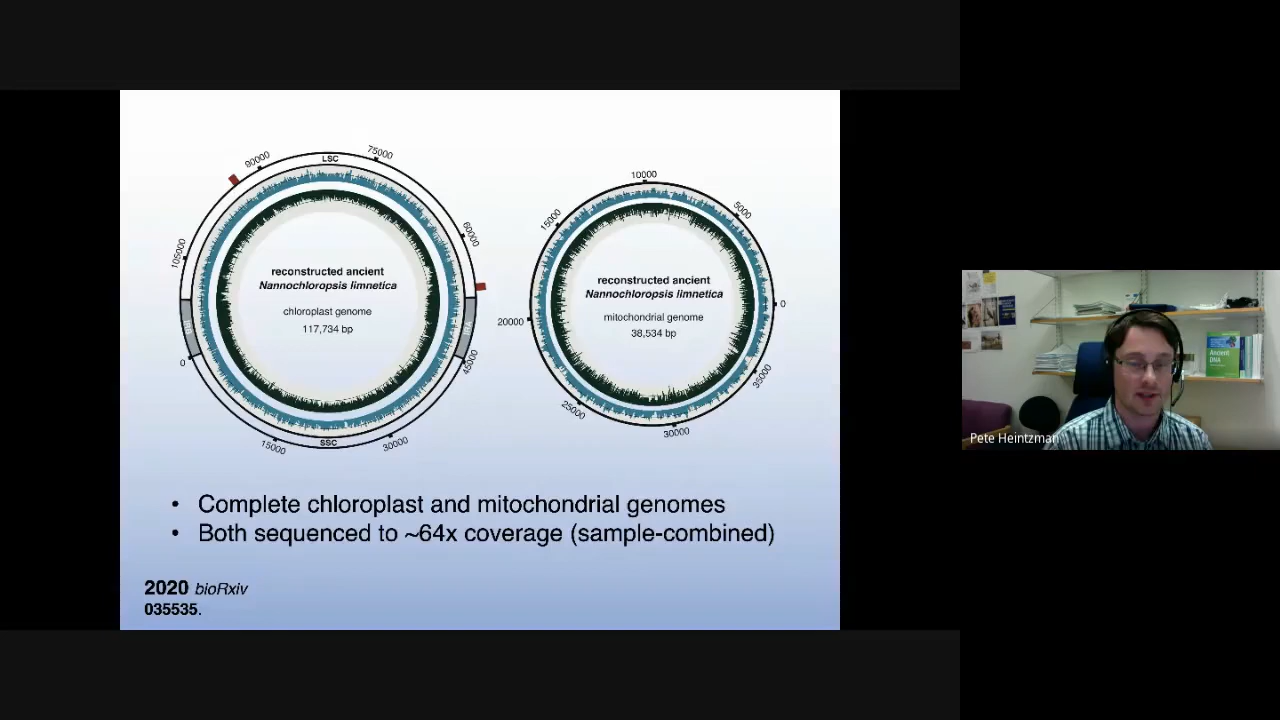 LSC
75000
90000
60000
105000
reconstructed ancient
Nannochloropsis limnetica
chloroplast genome
117,734 bp
0
45000
15000
SSC
30000
10000
15000
5000
reconstructed ancient
Nannochloropsis limnetica
mitochondrial genome
38,534 bp
0
20000
35000
25000
30000
• Complete chloroplast and mitochondrial genomes
• Both sequenced to ~64x coverage (sample-combined)
2020 bioRxiv
035535.
Ancient
DNA
Pete Heintzman